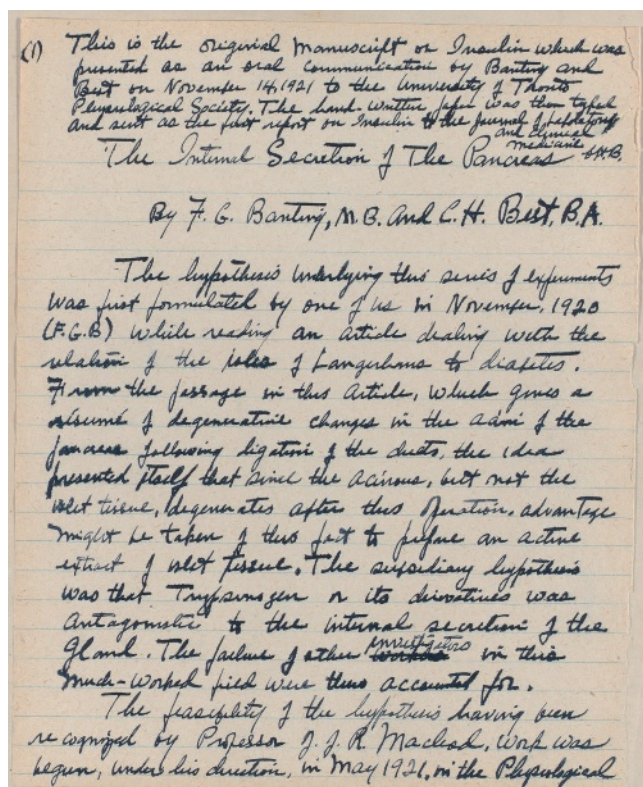 (1) This is the original Manuscript on Insulin which was
presented as an oral communication by Banting and
Best on November 14, 1921 to the University of Toronto
Physiological Society. The hand-written paper was then typed
and sent as the first report on Insulin to the Journal of Laboratory
and Clinical
Medicine
The Internal Secretion of The Pancreas
By F. G. Banting, M.B. And C. H. Best, B.A.
The hypothesis underlying this series of experiments
was first formulated by one of us in November, 1920
(F.G.B) while reading an article dealing with the
relation of the isles of Langerhans to diabetes.
From the passage in this article, which gives a
résumé of degenerative changes in the acini of the
pancreas following ligation of the ducts, the idea
presented itself that since the acinous, but not the
islet tissue, degenerates after this operation, advantage
might be taken of this fact to prepare an active
extract of islet tissue. The subsidiary hypothesis
was that Trypsinogen or its derivatives was
antagonistic to the internal secretion of the
Gland. The failure of other investigators in this
much-worked field were thus accounted for.
The feasibility of the hypothesis having been
recognized by Professor J. J. R. Macleod, work was
begun, under his direction, in May 1921, in the Physiological